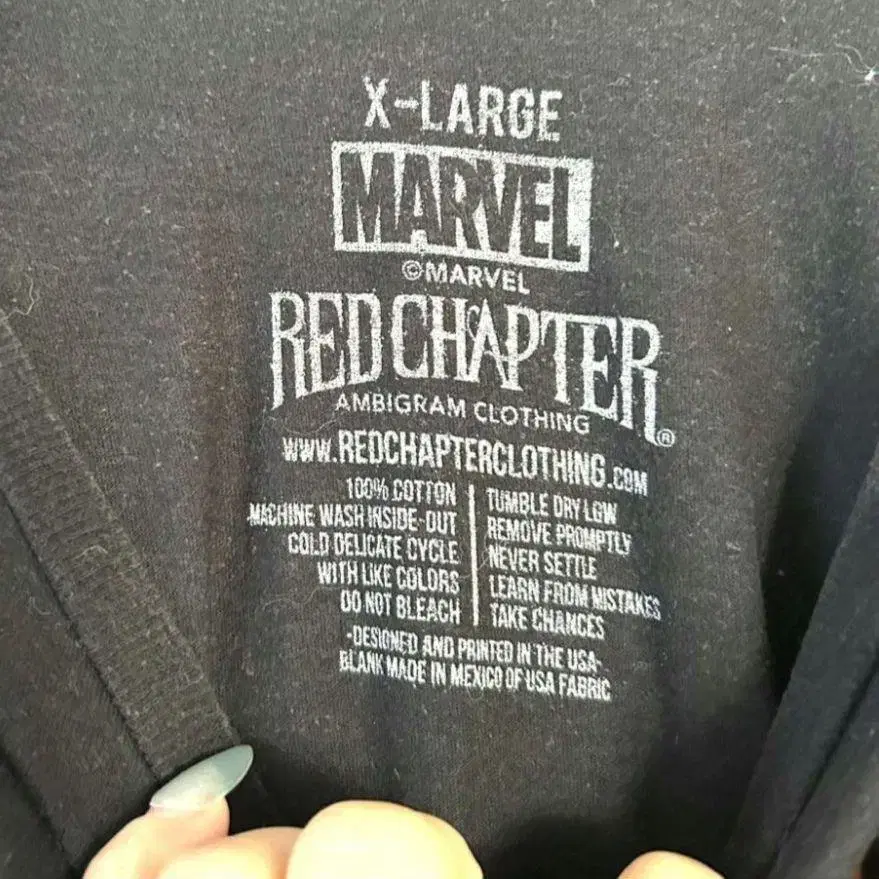 X-LARGE
MARVEL
©MARVEL
RED CHAPTER
AMBIGRAM CLOTHING ®
WWW.REDCHAPTERCLOTHING.COM
100% COTTON
MACHINE WASH INSIDE-OUT
COLD DELICATE CYCLE
WITH LIKE COLORS
DO NOT BLEACH
TUMBLE DRY LOW
REMOVE PROMPTLY
NEVER SETTLE
LEARN FROM MISTAKES
TAKE CHANCES
-DESIGNED AND PRINTED IN THE USA-
BLANK MADE IN MEXICO OF USA FABRIC